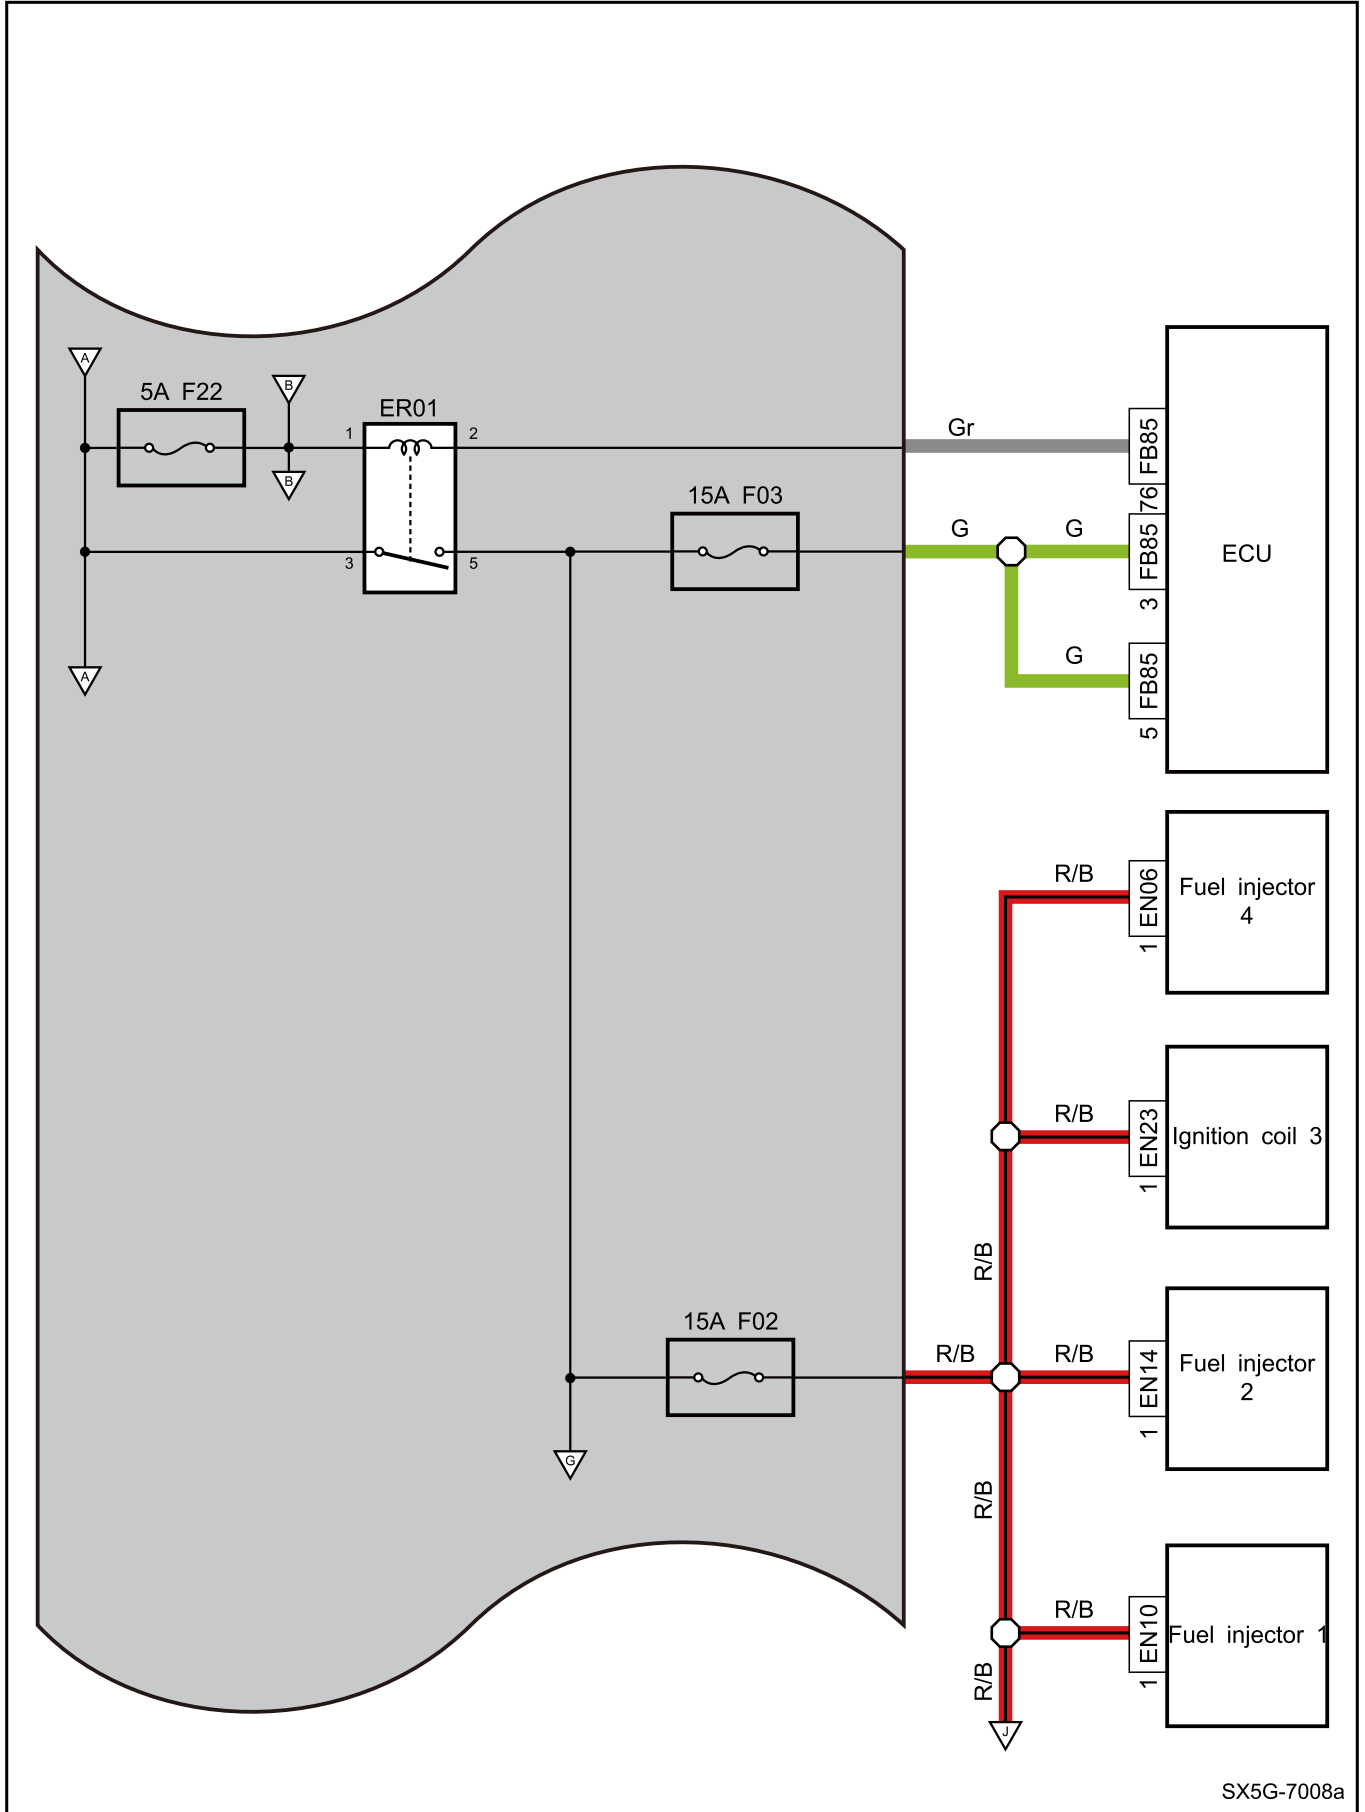 A
5A F22
B
B
ER01
1
2
3
5
A
15A F03
Gr
FB85
76
G
G
FB85
3
ECU
G
FB85
5
R/B
EN06
1
Fuel injector
4
R/B
EN23
1
Ignition coil 3
R/B
15A F02
R/B
R/B
EN14
1
Fuel injector
2
G
R/B
R/B
EN10
1
Fuel injector 1
R/B
J
SX5G-7008a